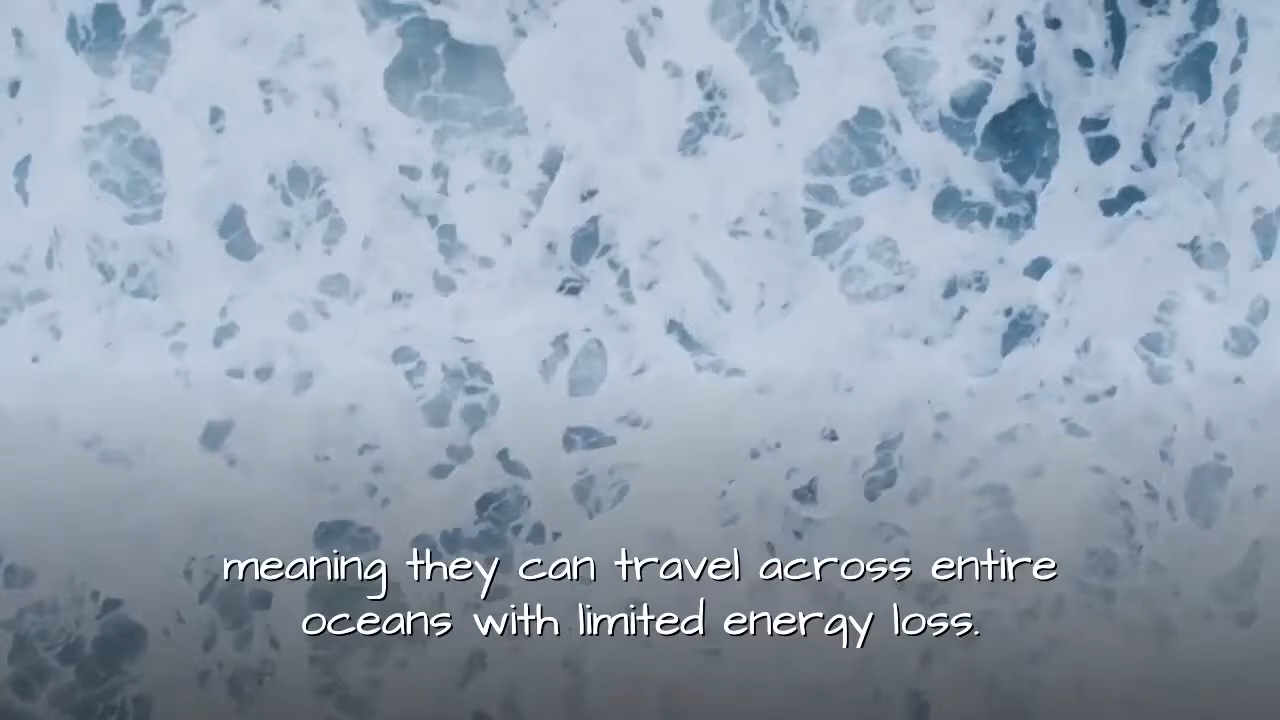 meaning they can travel across entire
oceans with limited energy loss.